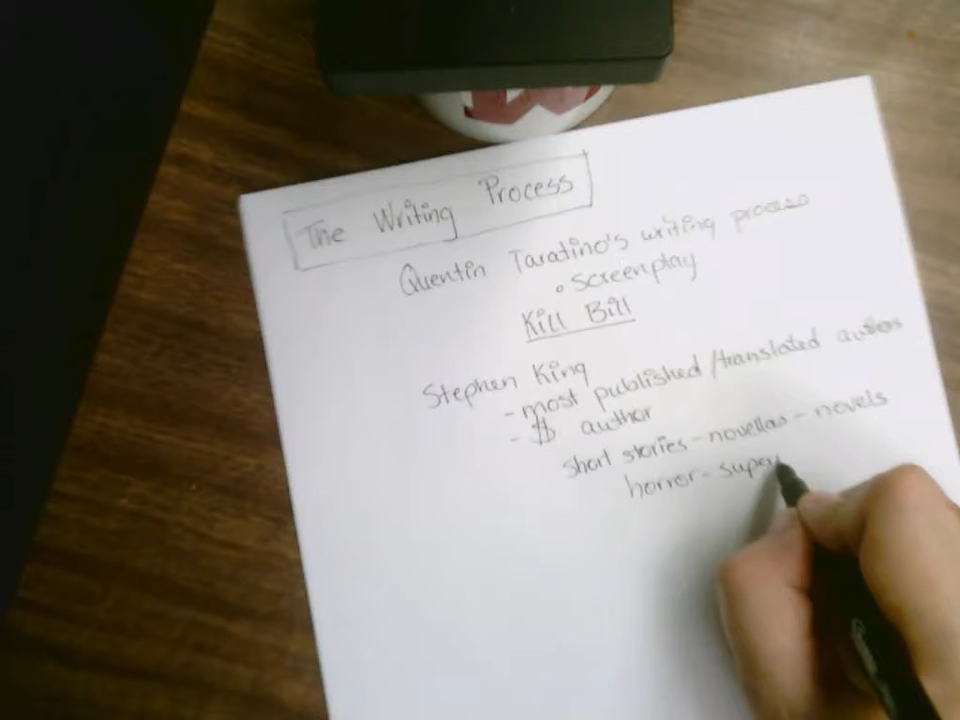 The Writing Process
Quentin Taratino's writing process
• Screenplay
Kill Bill
Stephen King
- most published/translated authors
- $ author
short stories - novellas - novels
horror - super